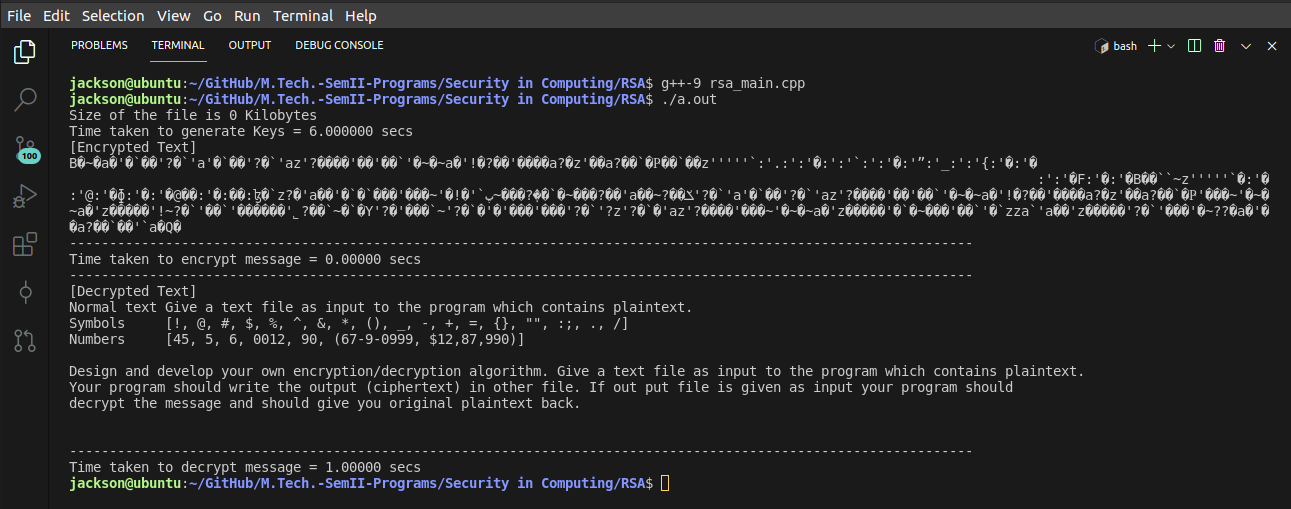 File Edit Selection View Go Run Terminal Help
PROBLEMS TERMINAL OUTPUT DEBUG CONSOLE bash
100
jackson@ubuntu:~/GitHub/M.Tech.-SemII-Programs/Security in Computing/RSA$ g++-9 rsa_main.cpp
jackson@ubuntu:~/GitHub/M.Tech.-SemII-Programs/Security in Computing/RSA$ ./a.out
Size of the file is 0 Kilobytes
Time taken to generate Keys = 6.000000 secs
[Encrypted Text]
-----------------------------------------------------------------------------------------------------------------
Time taken to encrypt message = 0.00000 secs
-----------------------------------------------------------------------------------------------------------------
[Decrypted Text]
Normal text Give a text file as input to the program which contains plaintext.
Symbols     [!, @, #, $, %, ^, &, *, (), _, -, +, =, {}, "", :;, ., /]
Numbers     [45, 5, 6, 0012, 90, (67-9-0999, $12,87,990)]
Design and develop your own encryption/decryption algorithm. Give a text file as input to the program which contains plaintext.
Your program should write the output (ciphertext) in other file. If out put file is given as input your program should
decrypt the message and should give you original plaintext back.
-----------------------------------------------------------------------------------------------------------------
Time taken to decrypt message = 1.00000 secs
jackson@ubuntu:~/GitHub/M.Tech.-SemII-Programs/Security in Computing/RSA$